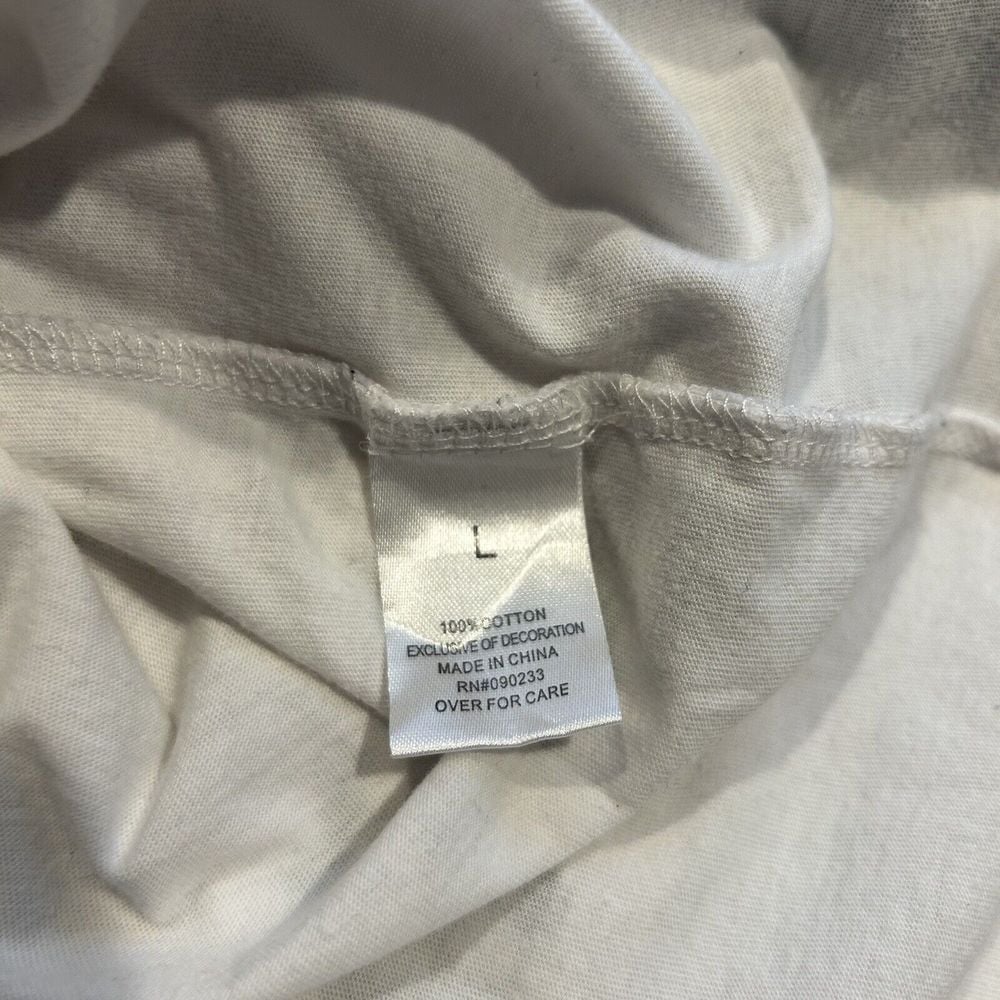 L
100% COTTON
EXCLUSIVE OF DECORATION
MADE IN CHINA
RN#090233
OVER FOR CARE